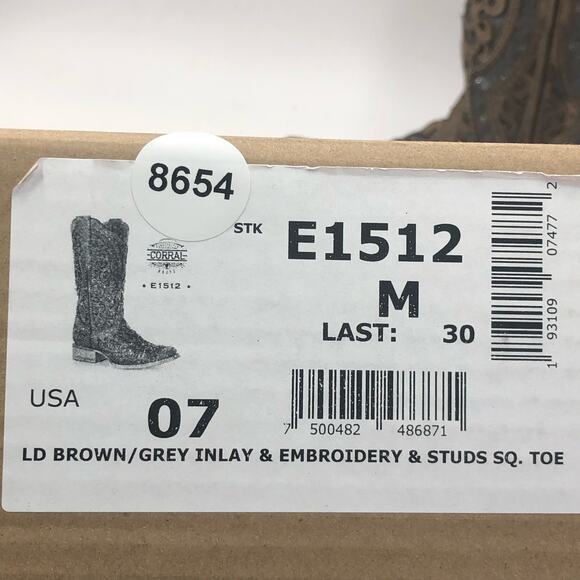 8654
STK
E1512
CORRAL
BOOTS
• E1512 •
M
LAST: 30
USA
07
7 500482 486871
1 93109 07477 2
LD BROWN/GREY INLAY & EMBROIDERY & STUDS SQ. TOE